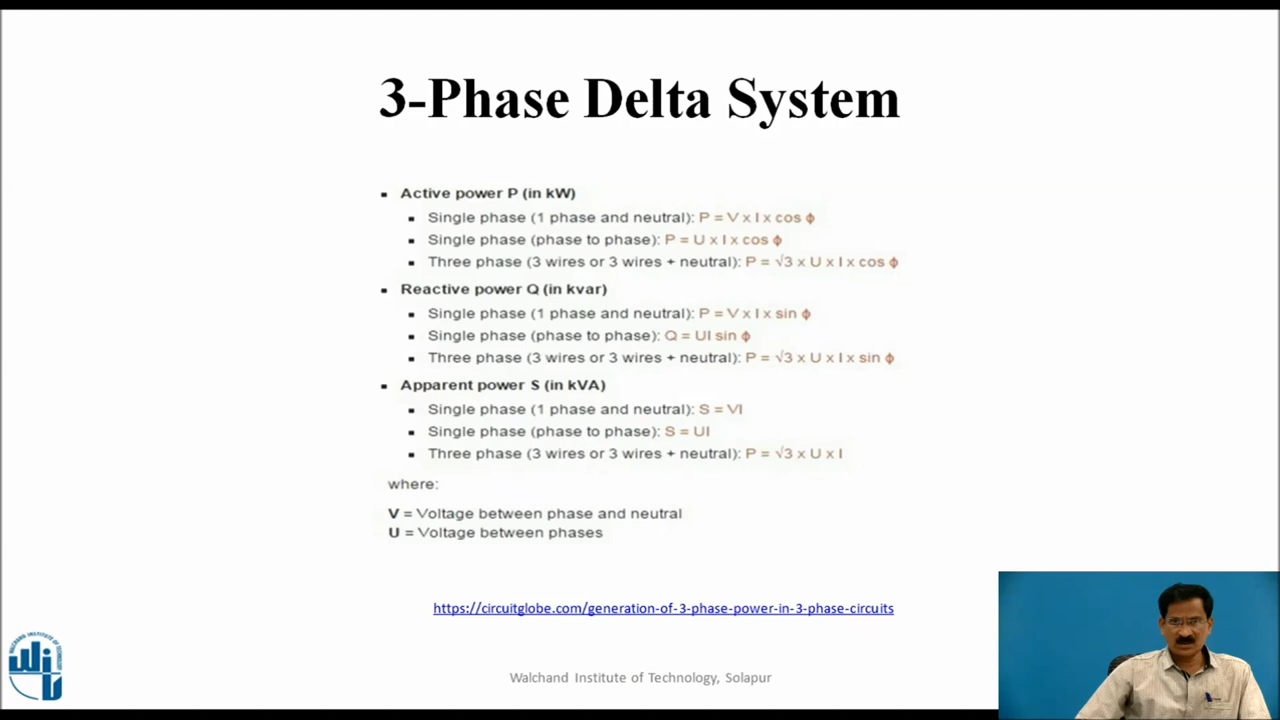 3-Phase Delta System
▪ Active power P (in kW)
▪ Single phase (1 phase and neutral): P = V x I x cos ϕ
▪ Single phase (phase to phase): P = U x I x cos ϕ
▪ Three phase (3 wires or 3 wires + neutral): P = √3 x U x I x cos ϕ
▪ Reactive power Q (in kvar)
▪ Single phase (1 phase and neutral): P = V x I x sin ϕ
▪ Single phase (phase to phase): Q = UI sin ϕ
▪ Three phase (3 wires or 3 wires + neutral): P = √3 x U x I x sin ϕ
▪ Apparent power S (in kVA)
▪ Single phase (1 phase and neutral): S = VI
▪ Single phase (phase to phase): S = UI
▪ Three phase (3 wires or 3 wires + neutral): P = √3 x U x I
where:
V = Voltage between phase and neutral
U = Voltage between phases
https://circuitglobe.com/generation-of-3-phase-power-in-3-phase-circuits
WALCHAND INSTITUTE OF TECHNOLOGY
WIT
Walchand Institute of Technology, Solapur